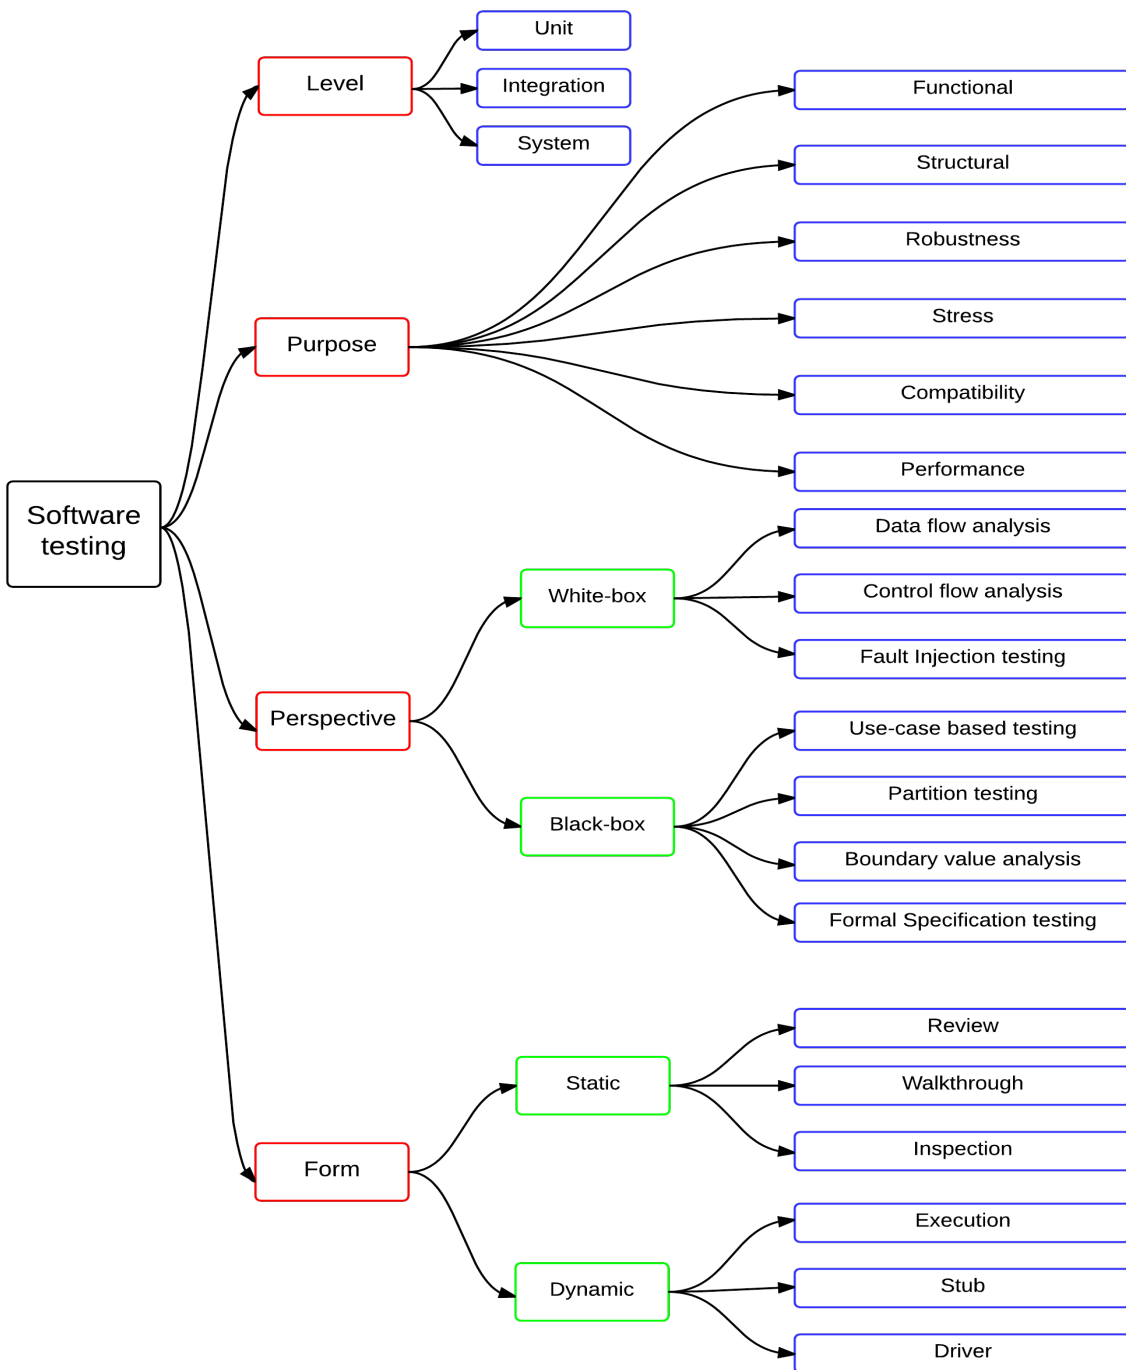 Software
testing
Level
Unit
Integration
System
Purpose
Functional
Structural
Robustness
Stress
Compatibility
Performance
Perspective
White-box
Data flow analysis
Control flow analysis
Fault Injection testing
Black-box
Use-case based testing
Partition testing
Boundary value analysis
Formal Specification testing
Form
Static
Review
Walkthrough
Inspection
Dynamic
Execution
Stub
Driver